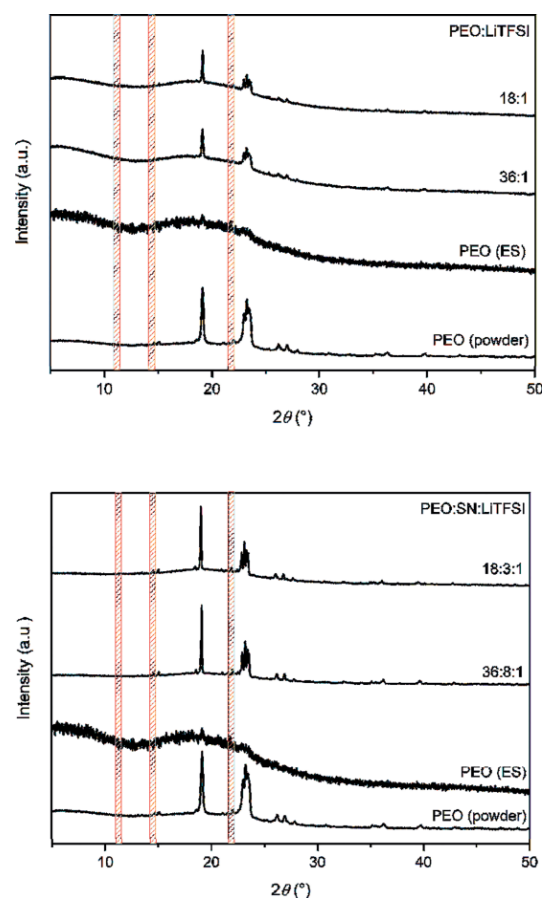 PEO:LiTFSI
18:1
36:1
PEO (ES)
PEO (powder)
Intensity (a.u.)
10 20 30 40 50
2θ (°)
PEO:SN:LiTFSI
18:3:1
36:8:1
PEO (ES)
PEO (powder)
Intensity (a.u )
10 20 30 40 50
2θ (°)